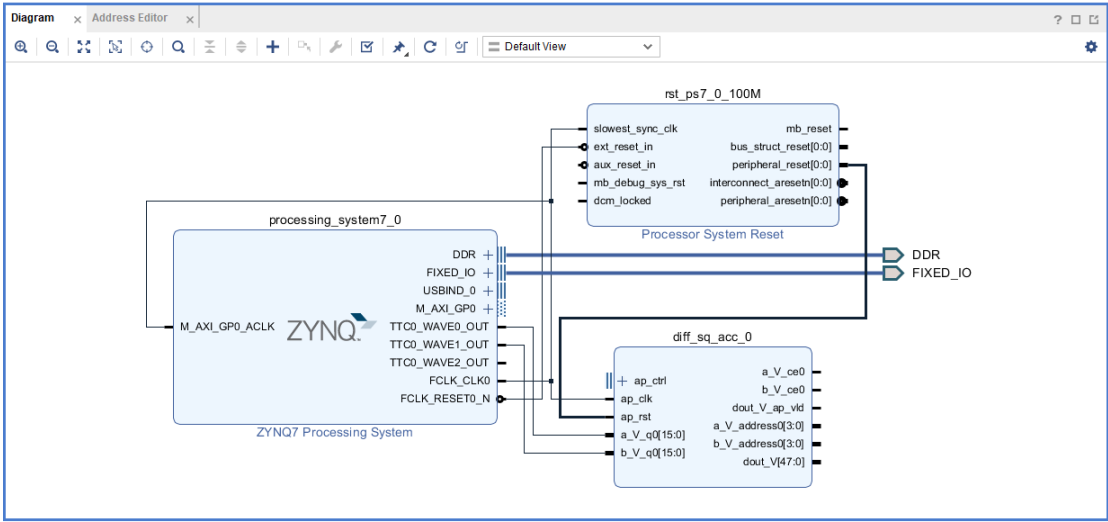 Diagram × Address Editor ×
? 
Default View
rst_ps7_0_100M
slowest_sync_clk mb_reset
ext_reset_in bus_struct_reset[0:0]
aux_reset_in peripheral_reset[0:0]
mb_debug_sys_rst interconnect_aresetn[0:0]
dcm_locked peripheral_aresetn[0:0]
Processor System Reset
processing_system7_0
DDR
FIXED_IO
USBIND_0
M_AXI_GP0
M_AXI_GP0_ACLK
ZYNQ
TTC0_WAVE0_OUT
TTC0_WAVE1_OUT
TTC0_WAVE2_OUT
FCLK_CLK0
FCLK_RESET0_N
ZYNQ7 Processing System
DDR
FIXED_IO
diff_sq_acc_0
ap_ctrl
ap_clk
ap_rst
a_V_q0[15:0]
b_V_q0[15:0]
a_V_ce0
b_V_ce0
dout_V_ap_vld
a_V_address0[3:0]
b_V_address0[3:0]
dout_V[47:0]